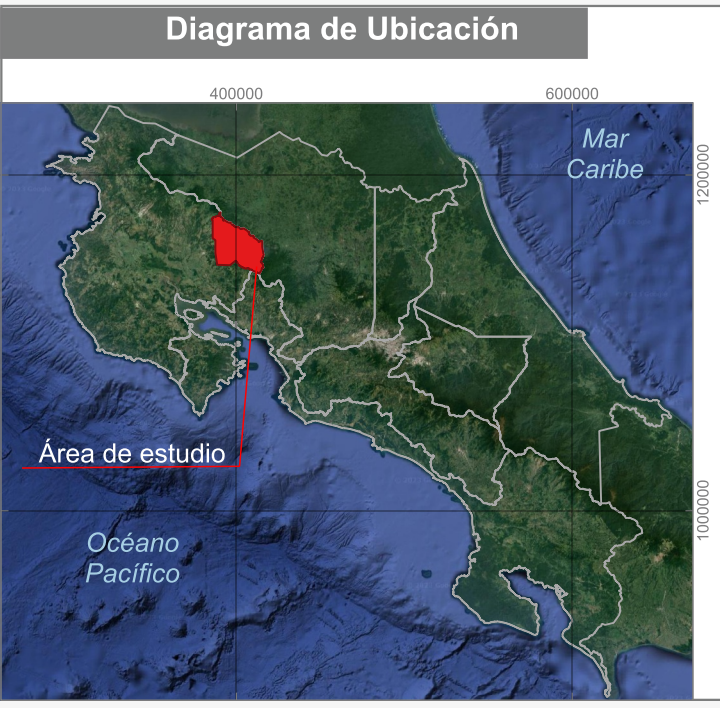 Diagrama de Ubicación
400000
600000
Mar
Caribe
1200000
Área de estudio
1000000
Océano
Pacífico